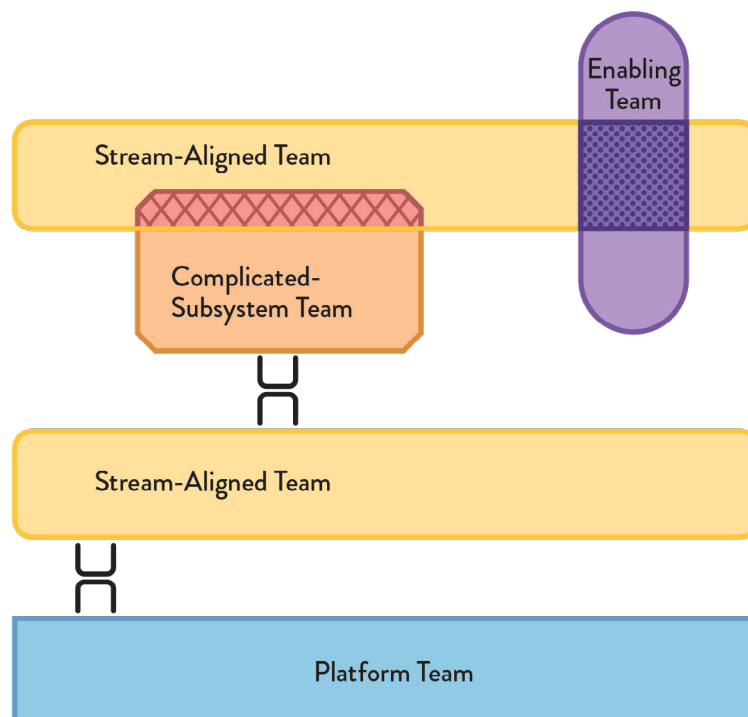 Enabling
Team
Stream-Aligned Team
Complicated-
Subsystem Team
Stream-Aligned Team
Platform Team